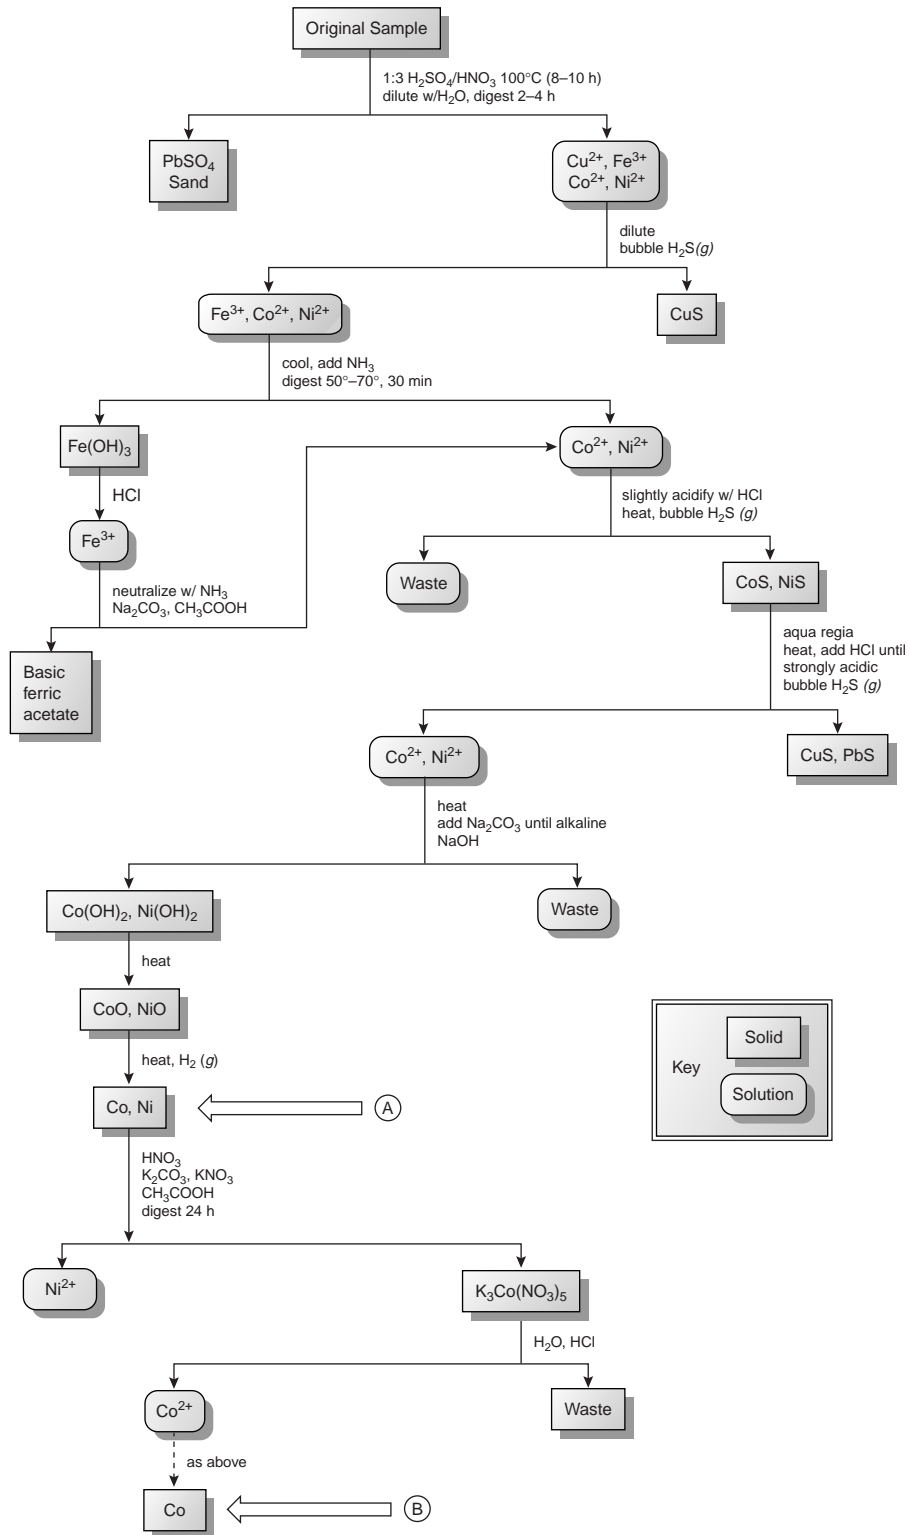 Original Sample
1:3 H₂SO₄/HNO₃ 100°C (8–10 h)
dilute w/H₂O, digest 2–4 h
PbSO₄
Sand
Cu²⁺, Fe³⁺
Co²⁺, Ni²⁺
dilute
bubble H₂S(g)
Fe³⁺, Co²⁺, Ni²⁺
CuS
cool, add NH₃
digest 50°–70°, 30 min
Fe(OH)₃
Co²⁺, Ni²⁺
HCl
slightly acidify w/ HCl
heat, bubble H₂S (g)
Fe³⁺
Waste
CoS, NiS
neutralize w/ NH₃
Na₂CO₃, CH₃COOH
aqua regia
heat, add HCl until
strongly acidic
bubble H₂S (g)
Basic
ferric
acetate
Co²⁺, Ni²⁺
CuS, PbS
heat
add Na₂CO₃ until alkaline
NaOH
Co(OH)₂, Ni(OH)₂
Waste
heat
CoO, NiO
heat, H₂ (g)
Key
Solid
Solution
Co, Ni
A
HNO₃
K₂CO₃, KNO₃
CH₃COOH
digest 24 h
Ni²⁺
K₃Co(NO₃)₅
H₂O, HCl
Co²⁺
Waste
as above
Co
B